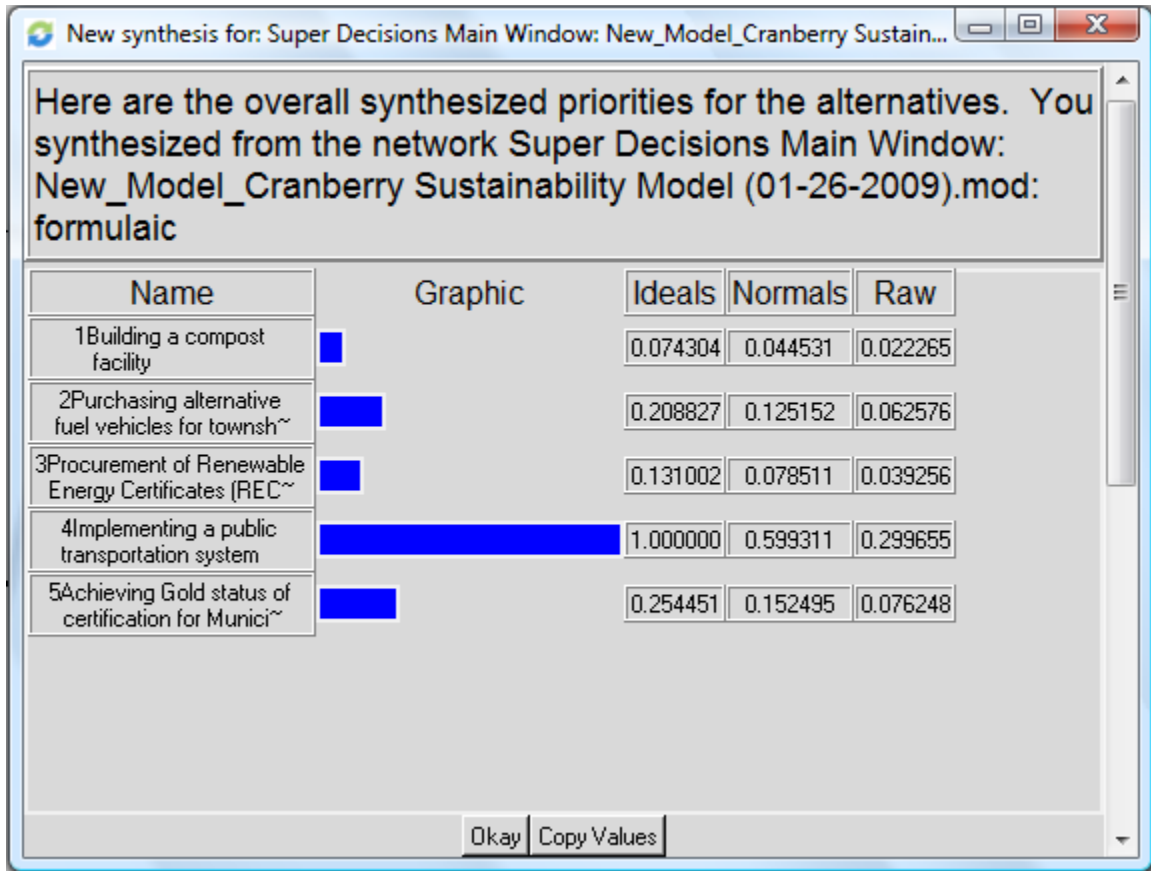 New synthesis for: Super Decisions Main Window: New_Model_Cranberry Sustain...
Here are the overall synthesized priorities for the alternatives. You
synthesized from the network Super Decisions Main Window:
New_Model_Cranberry Sustainability Model (01-26-2009).mod:
formulaic
Name Graphic Ideals Normals Raw
1Building a compost
facility
0.074304 0.044531 0.022265
2Purchasing alternative
fuel vehicles for townsh~
0.208827 0.125152 0.062576
3Procurement of Renewable
Energy Certificates (REC~
0.131002 0.078511 0.039256
4Implementing a public
transportation system
1.000000 0.599311 0.299655
5Achieving Gold status of
certification for Munici~
0.254451 0.152495 0.076248
Okay Copy Values